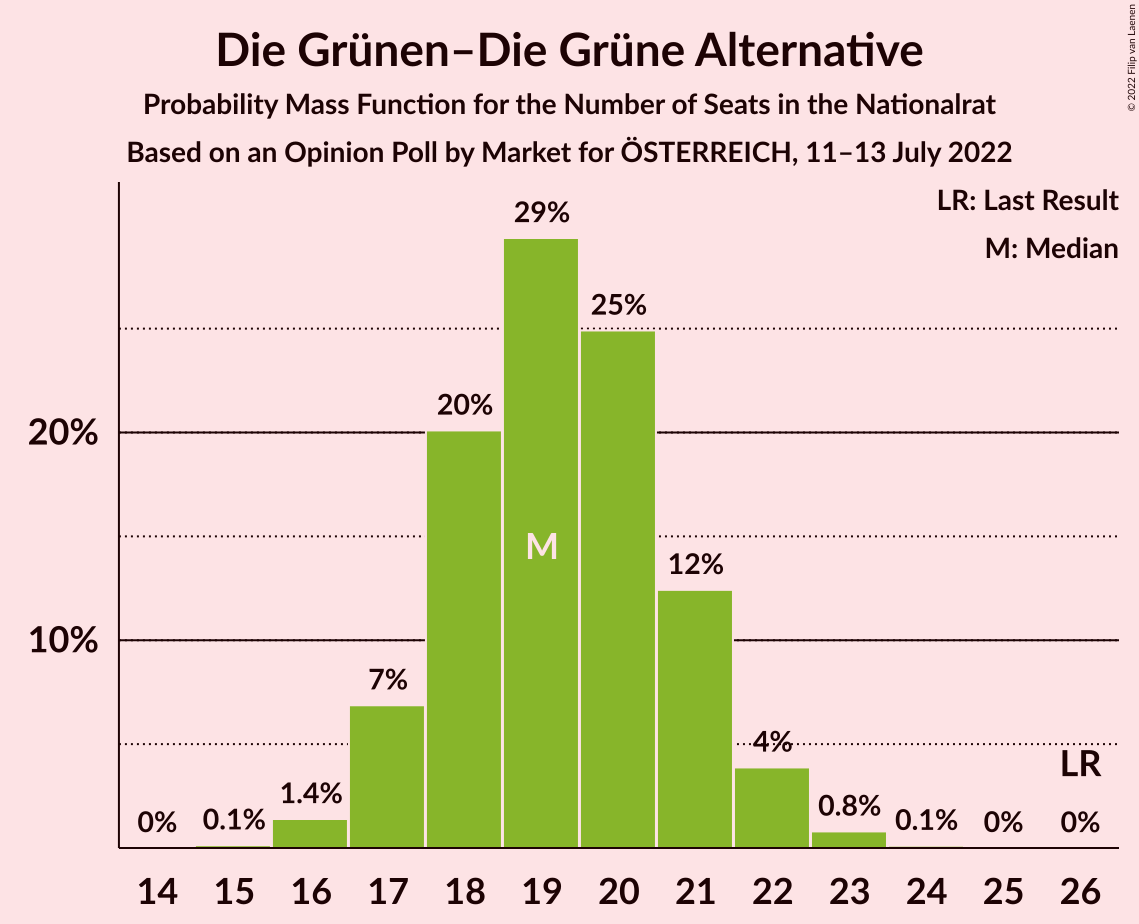 Die Grünen–Die Grüne Alternative
Probability Mass Function for the Number of Seats in the Nationalrat
Based on an Opinion Poll by Market for ÖSTERREICH, 11–13 July 2022
© 2022 Filip van Laenen
LR: Last Result
M: Median
29%
25%
20%
20%
M
12%
10%
7%
4%
LR
1.4%
0.8%
0% 0.1% 0.1% 0% 0%
14 15 16 17 18 19 20 21 22 23 24 25 26